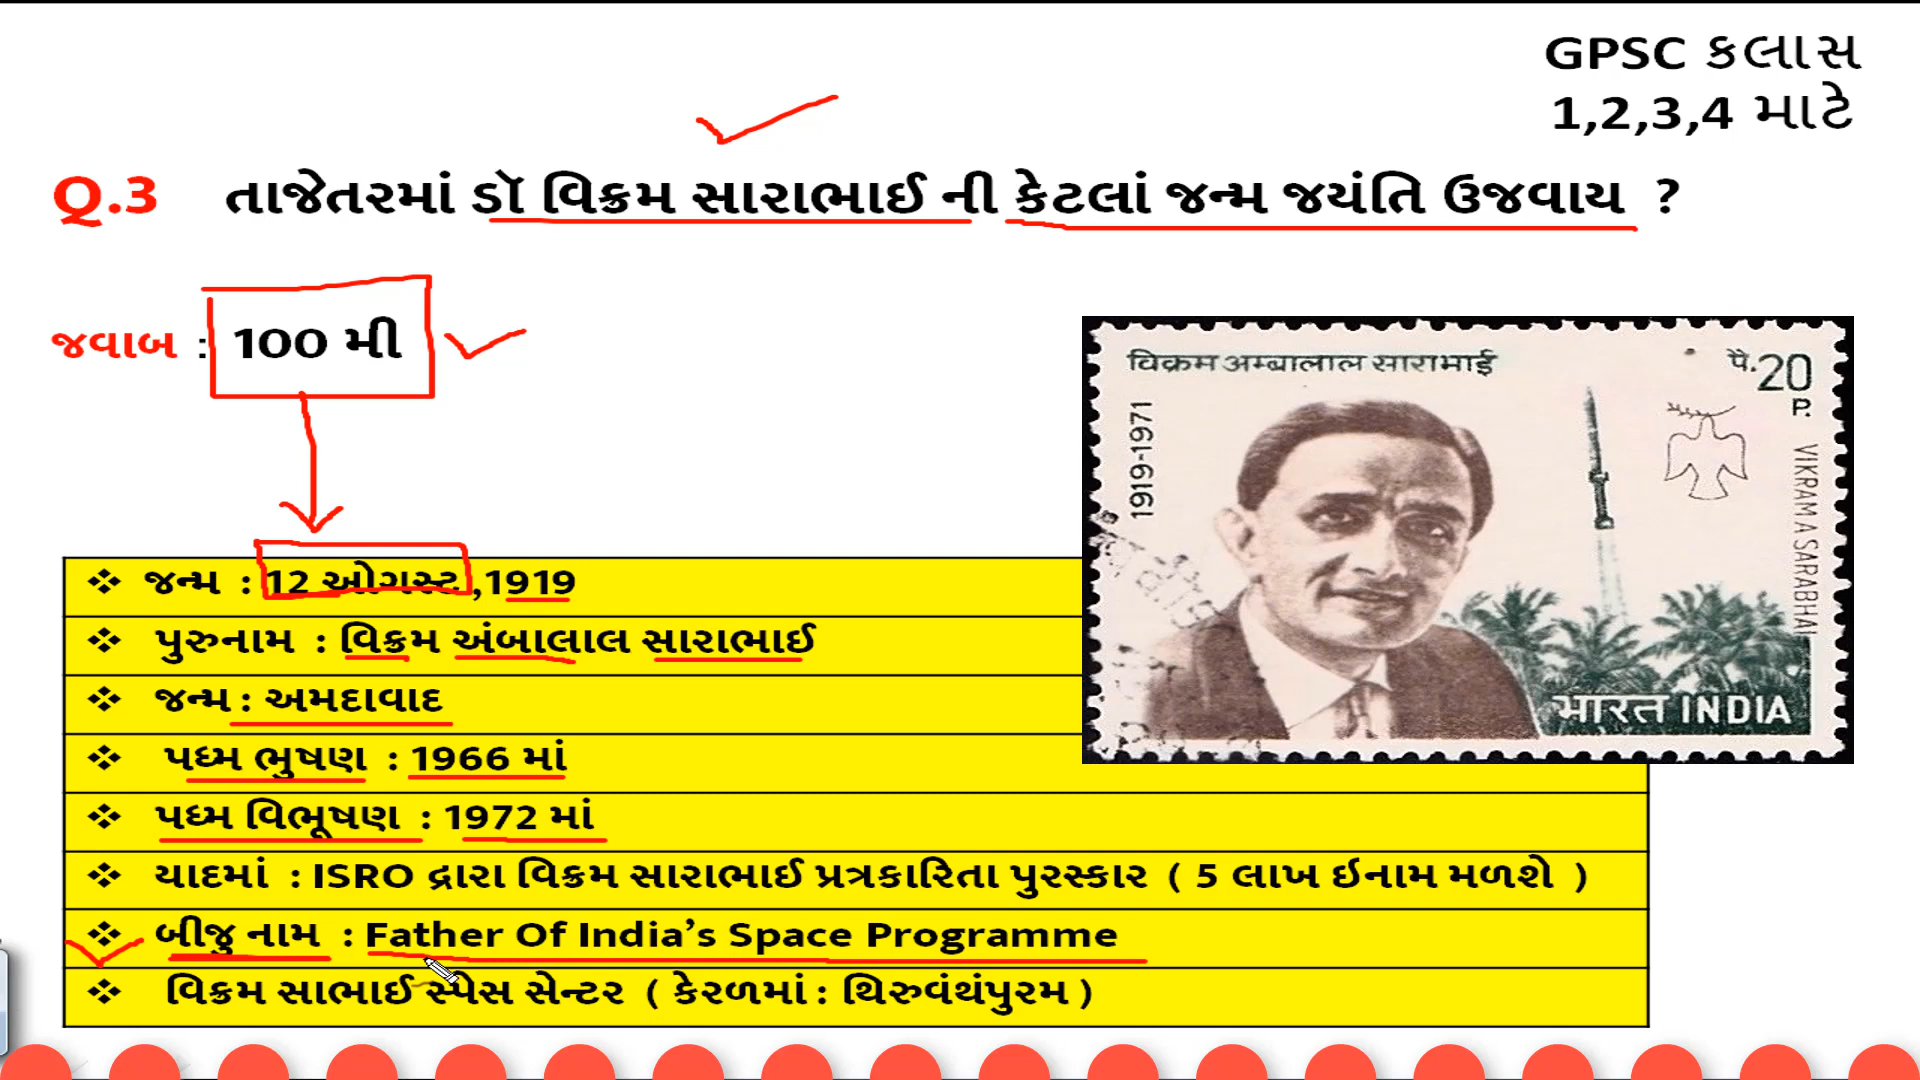 GPSC કલાસ
1,2,3,4 માટે
Q.3 તાજેતરમાં ડૉ વિક્રમ સારાભાઈ ની કેટલાં જન્મ જયંતિ ઉજવાય ?
જવાબ : 100 મી
विक्रम अम्बालाल साराभाई
पै. 20
P.
1919-1971
VIKRAM A SARABHAI
भारत INDIA
❖ જન્મ : 12 ઓગસ્ટ ,1919
❖ પુરુનામ : વિક્રમ અંબાલાલ સારાભાઈ
❖ જન્મ : અમદાવાદ
❖ પધ્મ ભુષણ : 1966 માં
❖ પધ્મ વિભૂષણ : 1972 માં
❖ યાદમાં : ISRO દ્રારા વિક્રમ સારાભાઈ પ્રત્રકારિતા પુરસ્કાર ( 5 લાખ ઇનામ મળશે )
❖ બીજુ નામ : Father Of India’s Space Programme
❖ વિક્રમ સાભાઈ સ્પેસ સેન્ટર ( કેરળમાં : થિરુવંથંપુરમ )